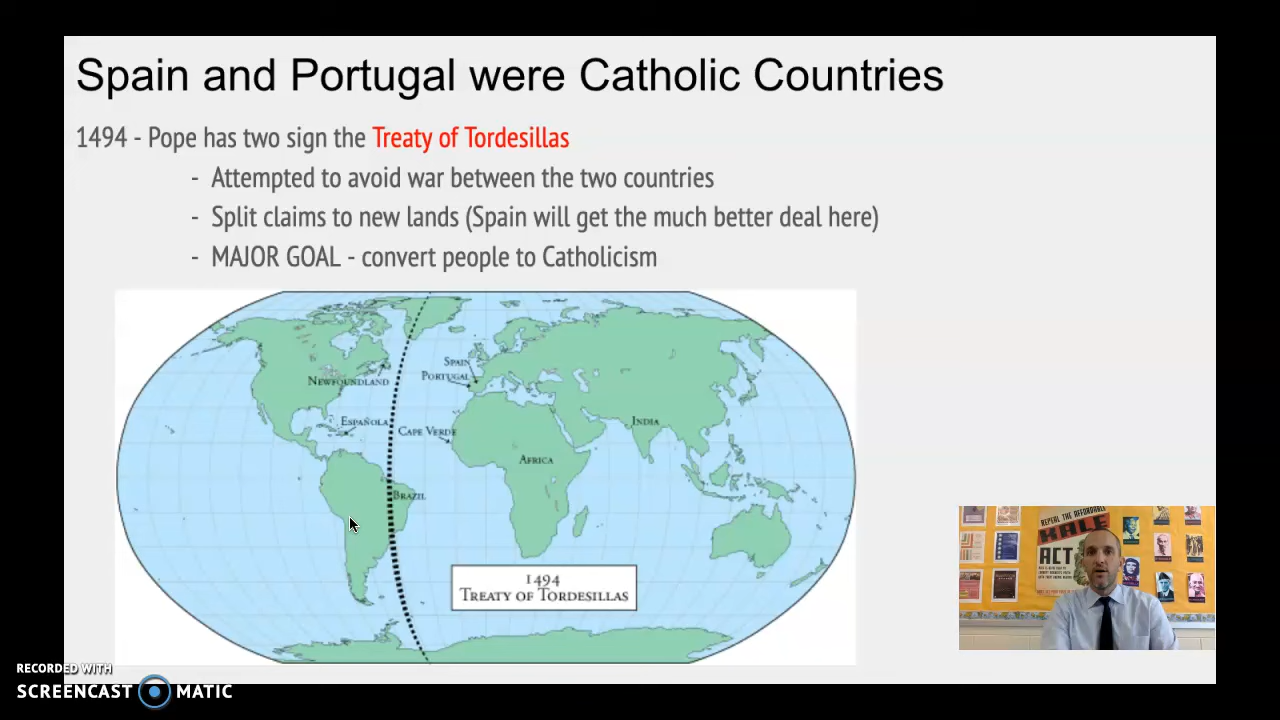 Spain and Portugal were Catholic Countries
1494 - Pope has two sign the Treaty of Tordesillas
- Attempted to avoid war between the two countries
- Split claims to new lands (Spain will get the much better deal here)
- MAJOR GOAL - convert people to Catholicism
Spain
Portugal
Newfoundland
Española
Cape Verde
India
Africa
Brazil
1494
Treaty of Tordesillas
REPEAL THE AFFORDABLE
KALE
ACT
RECORDED WITH
SCREENCAST MATIC